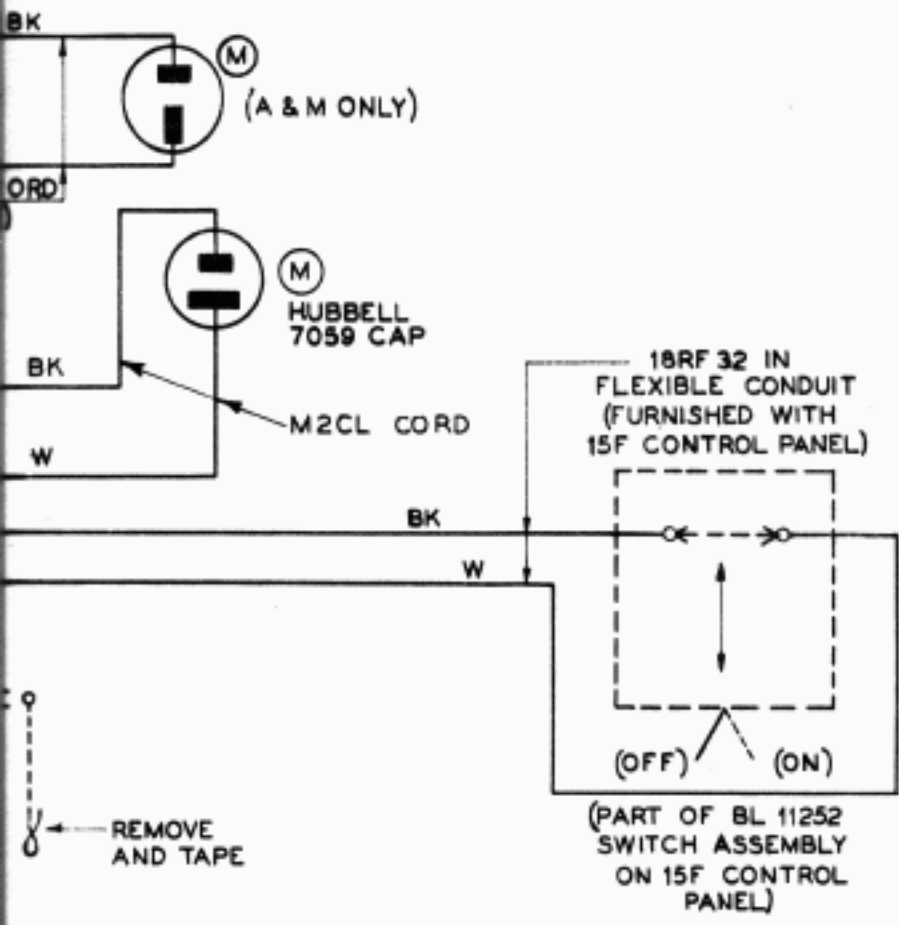 BK
M
(A & M ONLY)
ORD
M
HUBBELL
7059 CAP
BK
M2CL CORD
W
18RF 32 IN
FLEXIBLE CONDUIT
(FURNISHED WITH
15F CONTROL PANEL)
BK
W
(OFF) (ON)
(PART OF BL 11252
SWITCH ASSEMBLY
ON 15F CONTROL
PANEL)
REMOVE
AND TAPE